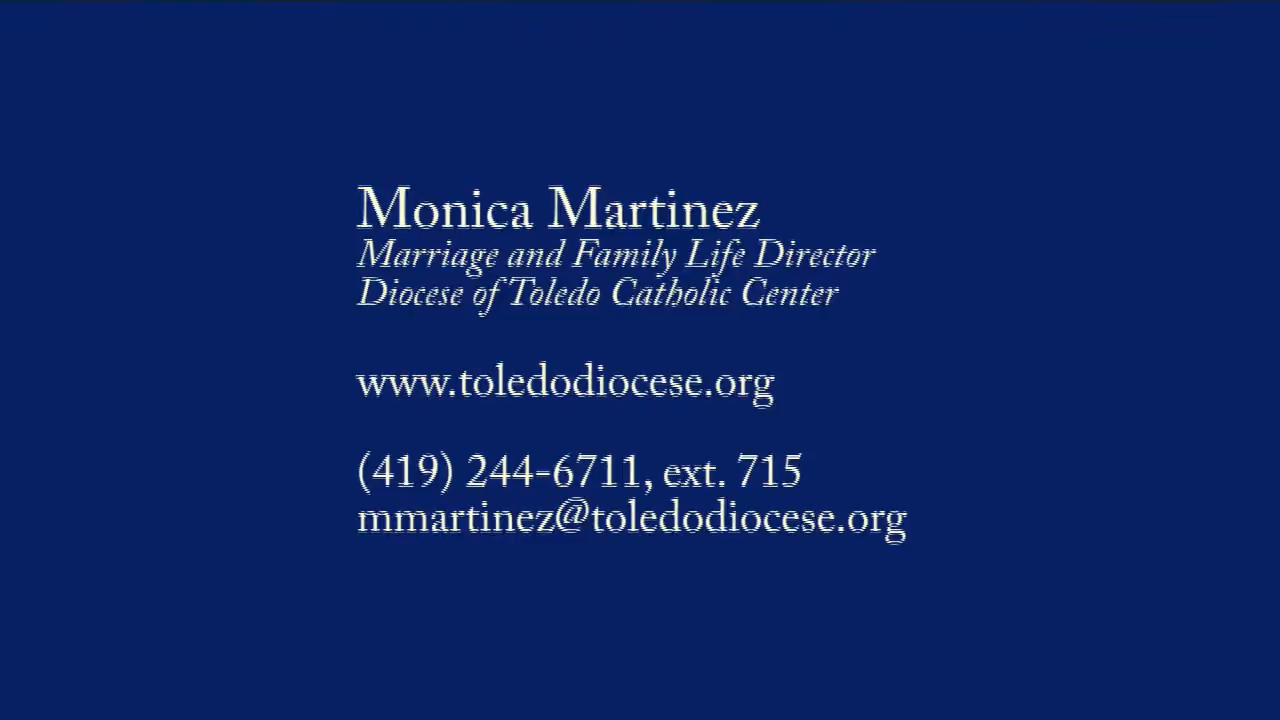 Monica Martinez
Marriage and Family Life Director
Diocese of Toledo Catholic Center
www.toledodiocese.org
(419) 244-6711, ext. 715
mmartinez@toledodiocese.org